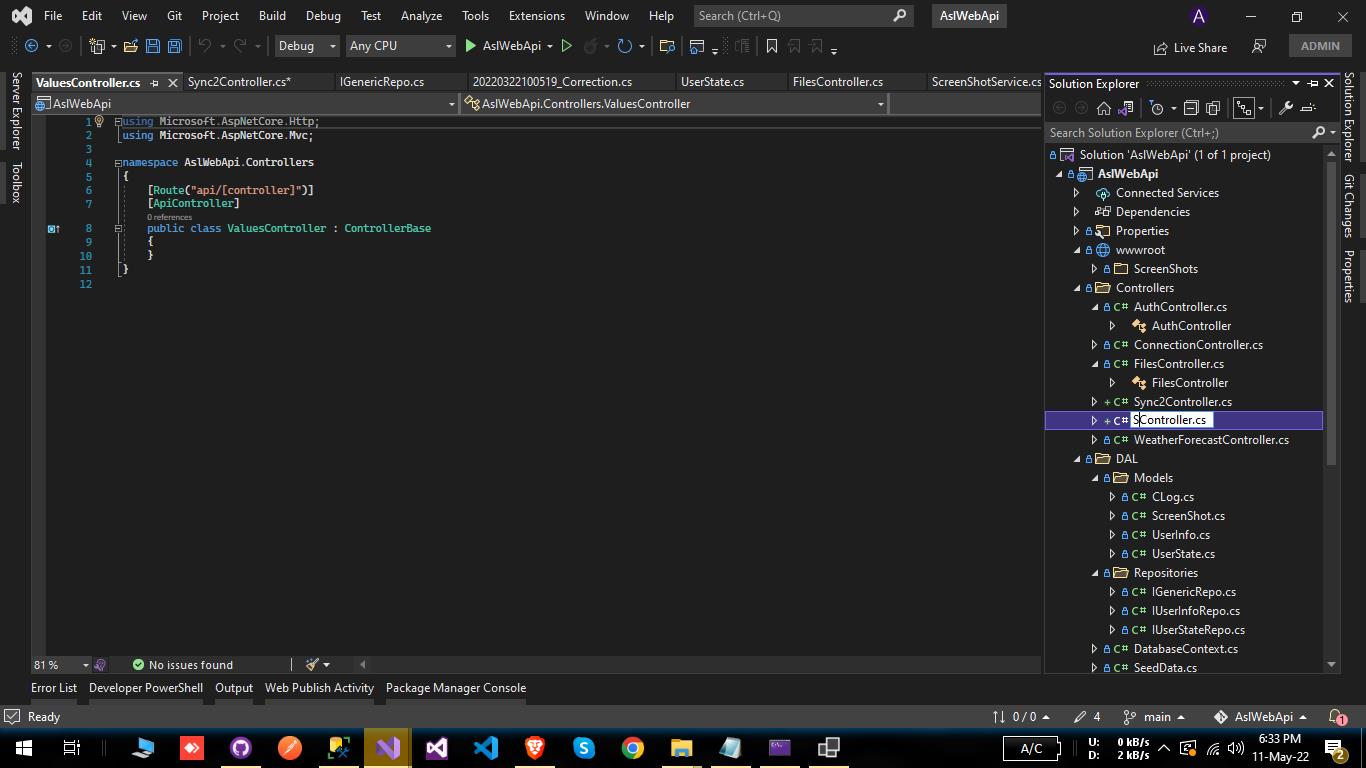 File Edit View Git Project Build Debug Test Analyze Tools Extensions Window Help Search (Ctrl+Q) AslWebApi A
Debug Any CPU AslWebApi Live Share ADMIN
Server Explorer
Toolbox
ValuesController.cs Sync2Controller.cs* IGenericRepo.cs 20220322100519_Correction.cs UserState.cs FilesController.cs ScreenShotService.cs
AslWebApi AslWebApi.Controllers.ValuesController
1 using Microsoft.AspNetCore.Http;
2 using Microsoft.AspNetCore.Mvc;
3
4 namespace AslWebApi.Controllers
5 {
6 [Route("api/[controller]")]
7 [ApiController]
0 references
8 public class ValuesController : ControllerBase
9 {
10 }
11 }
12
81 % No issues found
Solution Explorer
Search Solution Explorer (Ctrl+;)
Solution 'AslWebApi' (1 of 1 project)
AslWebApi
Connected Services
Dependencies
Properties
wwwroot
ScreenShots
Controllers
C# AuthController.cs
AuthController
C# ConnectionController.cs
C# FilesController.cs
FilesController
+ C# Sync2Controller.cs
+ C# SController.cs
C# WeatherForecastController.cs
DAL
Models
C# CLog.cs
C# ScreenShot.cs
C# UserInfo.cs
C# UserState.cs
Repositories
C# IGenericRepo.cs
C# IUserInfoRepo.cs
C# IUserStateRepo.cs
C# DatabaseContext.cs
C# SeedData.cs
Solution Explorer
Git Changes
Properties
Error List Developer PowerShell Output Web Publish Activity Package Manager Console
Ready 0 / 0 4 main AslWebApi 1
A/C U: 0 kB/s
D: 2 kB/s
6:33 PM
11-May-22
2